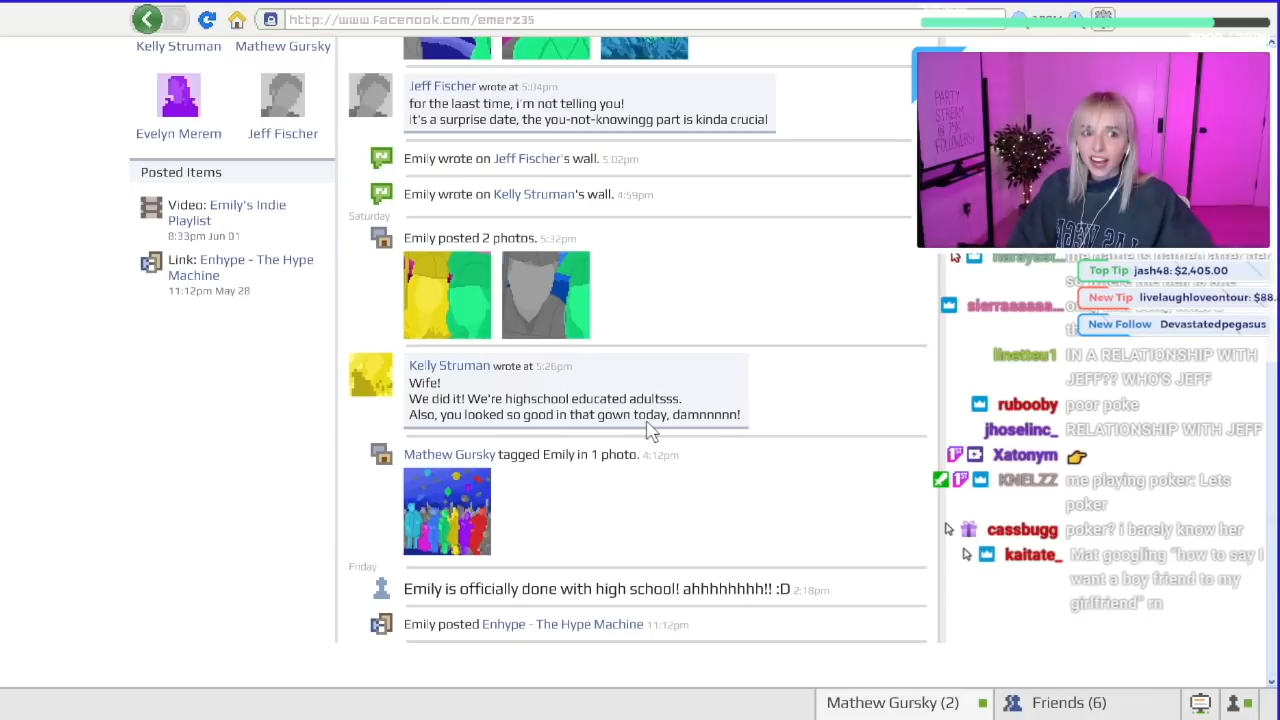 http://www.facenook.com/emerz35
Kelly Struman
Mathew Gursky
Evelyn Merem
Jeff Fischer
Posted Items
Video: Emily's Indie
Playlist
8:33pm Jun 01
Link: Enhype - The Hype
Machine
11:12pm May 28
Jeff Fischer wrote at 5:04pm
for the laast time, i'm not telling you!
it's a surprise date, the you-not-knowingg part is kinda crucial
Emily wrote on Jeff Fischer's wall. 5:02pm
Emily wrote on Kelly Struman's wall. 4:59pm
Saturday
Emily posted 2 photos. 5:32pm
Kelly Struman wrote at 5:26pm
Wife!
We did it! We're highschool educated adultsss.
Also, you looked so good in that gown today, damnnnnn!
Mathew Gursky tagged Emily in 1 photo. 4:12pm
Friday
Emily is officially done with high school! ahhhhhhhh!! :D 2:18pm
Emily posted Enhype - The Hype Machine 11:12pm
PARTY
STREAM
FOLLOWERS
LAS VEGA
Top Tip jash48: $2,405.00
New Tip livelaughloveontour: $88.
New Follow Devastatedpegasus
sierraaaaaa...
linetteu1 IN A RELATIONSHIP WITH
JEFF?? WHO'S JEFF
rubooby poor poke
jhoselinc_ RELATIONSHIP WITH JEFF
Xatonym 👉
KNELZZ me playing poker: Lets
poker
cassbugg poker? i barely know her
kaitate_ Mat googling "how to say I
want a boy friend to my
girlfriend" rn
Mathew Gursky (2)
Friends (6)